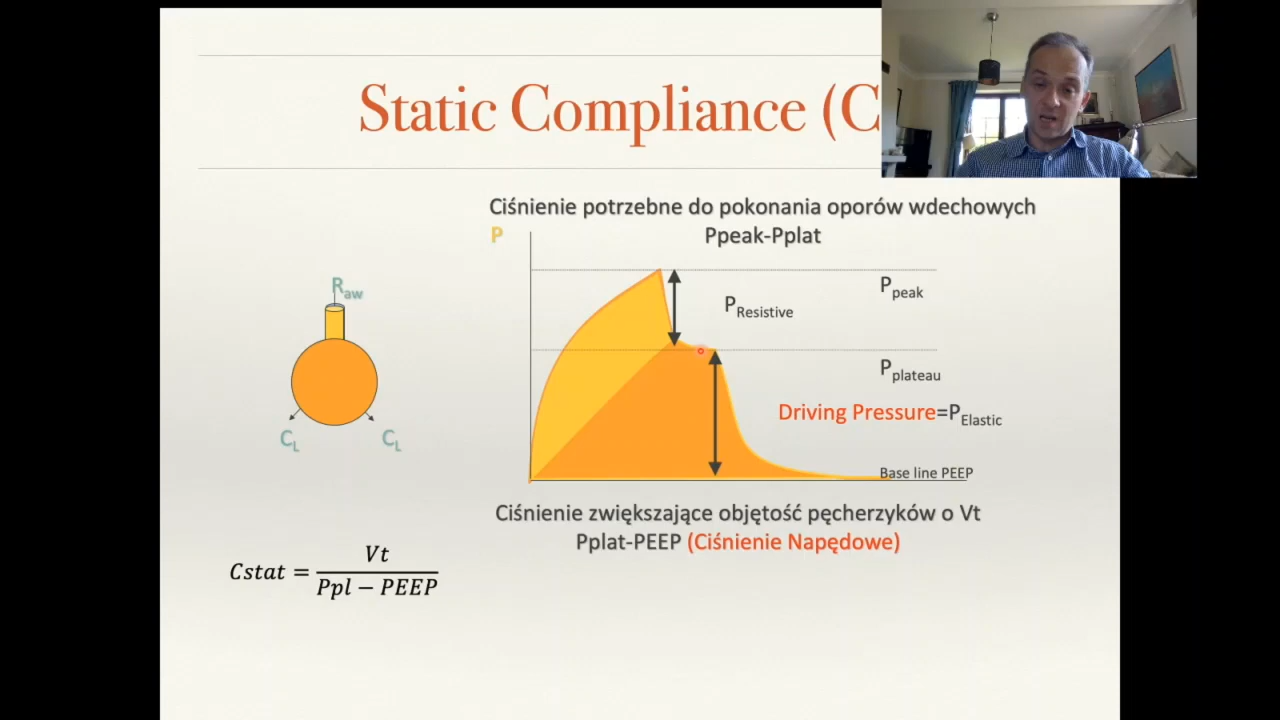 Static Compliance (C
Ciśnienie potrzebne do pokonania oporów wdechowych
Ppeak-Pplat
P
Raw
CL
CL
PResistive
Ppeak
Pplateau
Driving Pressure=PElastic
Base line PEEP
Ciśnienie zwiększające objętość pęcherzyków o Vt
Pplat-PEEP (Ciśnienie Napędowe)
Cstat = Vt / Ppl − PEEP